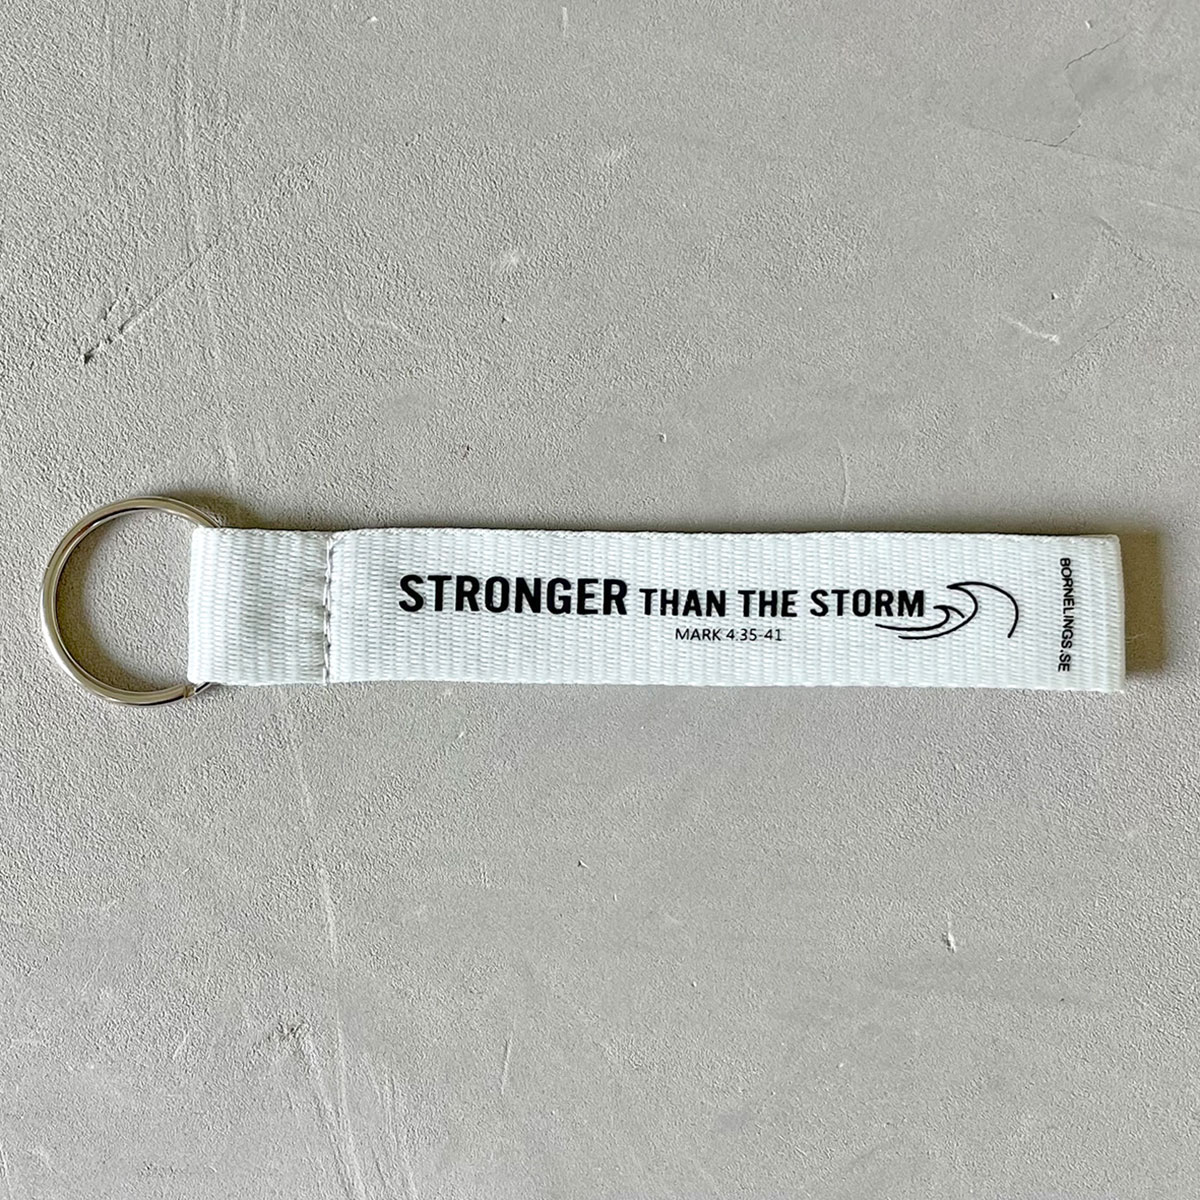 STRONGER THAN THE STORM
MARK 4:35-41
BORNELINGS.SE